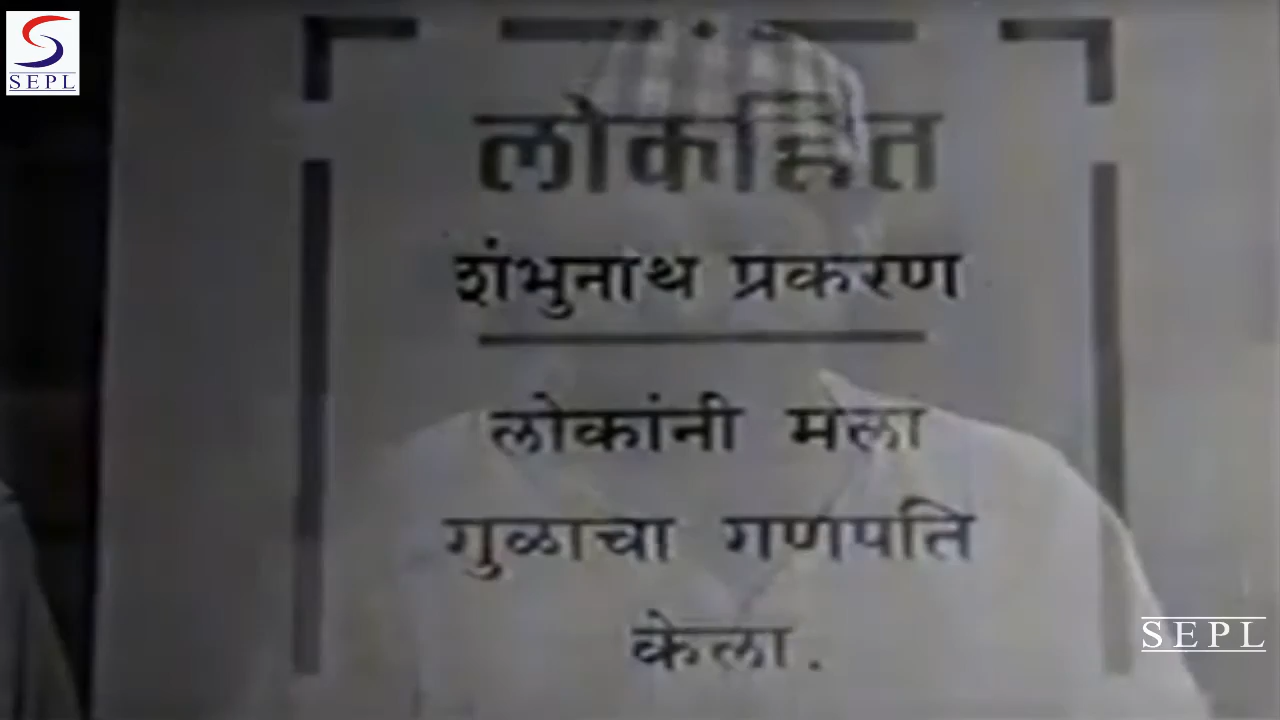 SEPL
लोकहित
शंभुनाथ प्रकरण
लोकांनी मला
गुळाचा गणपति
केला.
SEPL